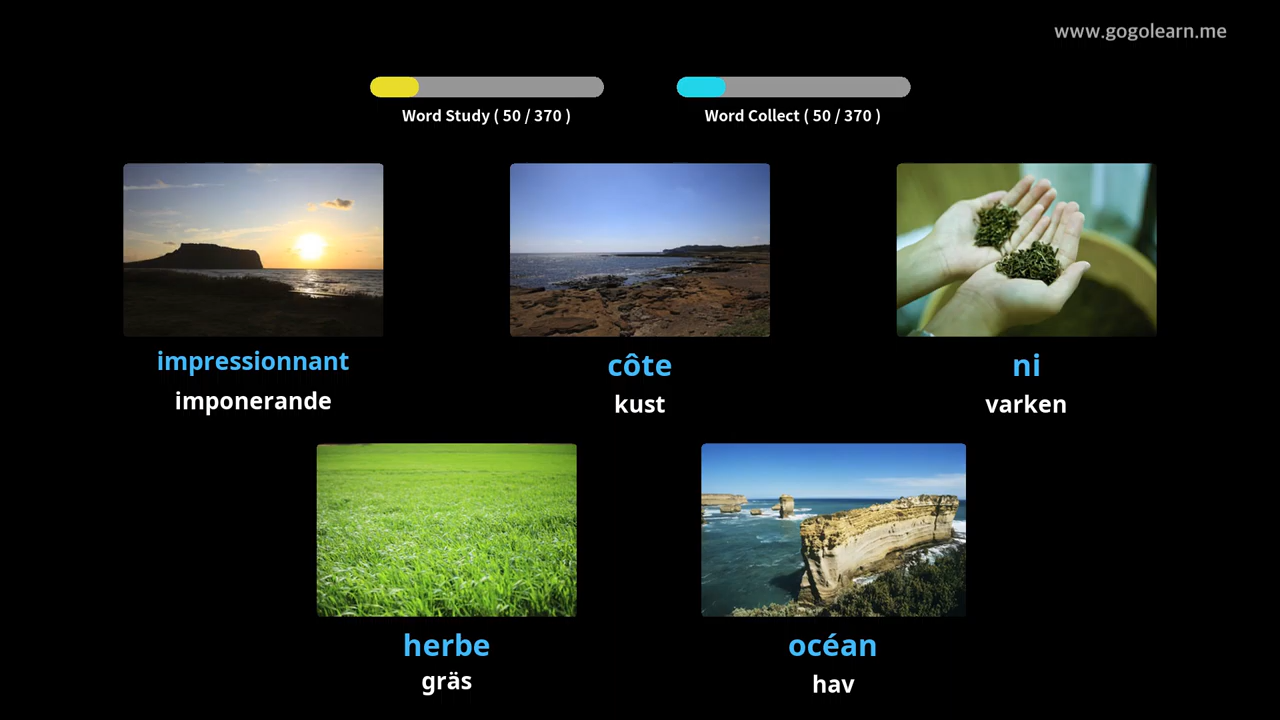 www.gogolearn.me
Word Study ( 50 / 370 )
Word Collect ( 50 / 370 )
impressionnant
imponerande
côte
kust
ni
varken
herbe
gräs
océan
hav